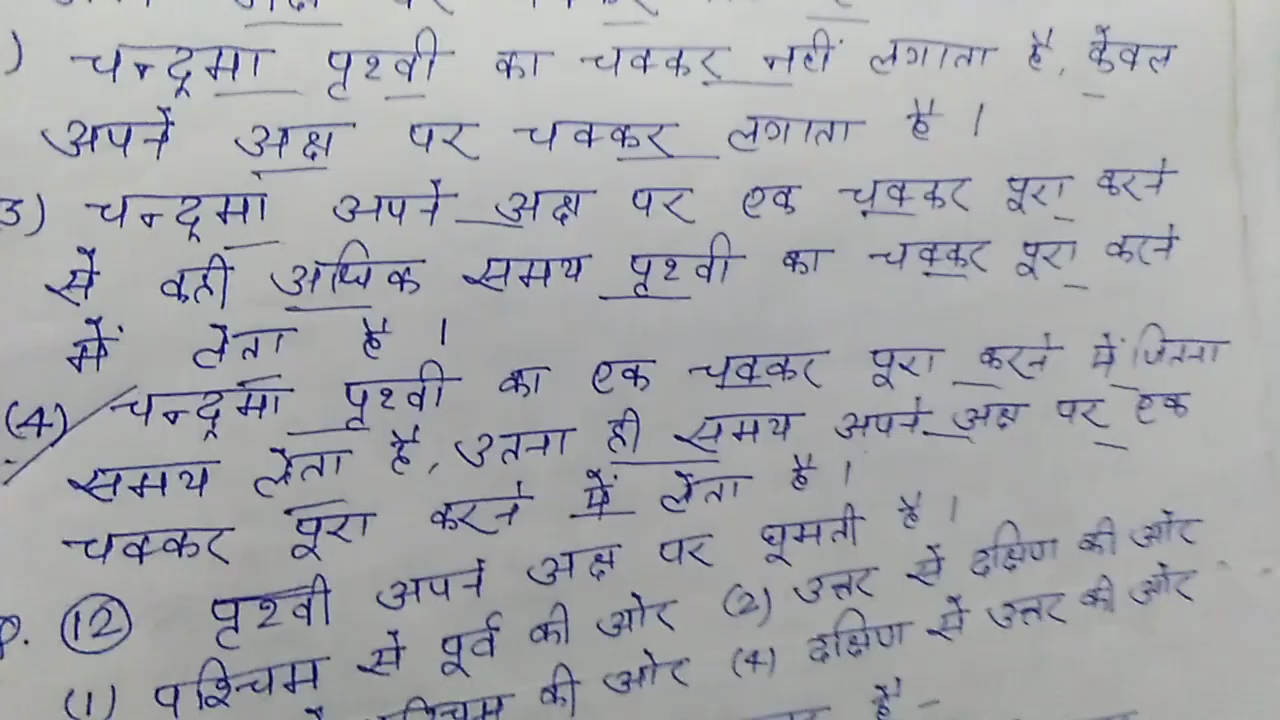 ) चन्द्रमा पृथ्वी का चक्कर नहीं लगाता है, केवल
अपने अक्ष पर चक्कर लगाता है ।
3) चन्द्रमा अपने अक्ष पर एक चक्कर पूरा करने
से कहीं अधिक समय पृथ्वी का चक्कर पूरा करने
में लेता है ।
(4) चन्द्रमा पृथ्वी का एक चक्कर पूरा करने में जितना
समय लेता है, उतना ही समय अपने अक्ष पर एक
चक्कर पूरा करने में लेता है ।
(12) पृथ्वी अपने अक्ष पर घूमती है ।
(1) पश्चिम से पूर्व की ओर (2) उत्तर से दक्षिण की ओर
की ओर (4) दक्षिण से उत्तर की ओर
है -